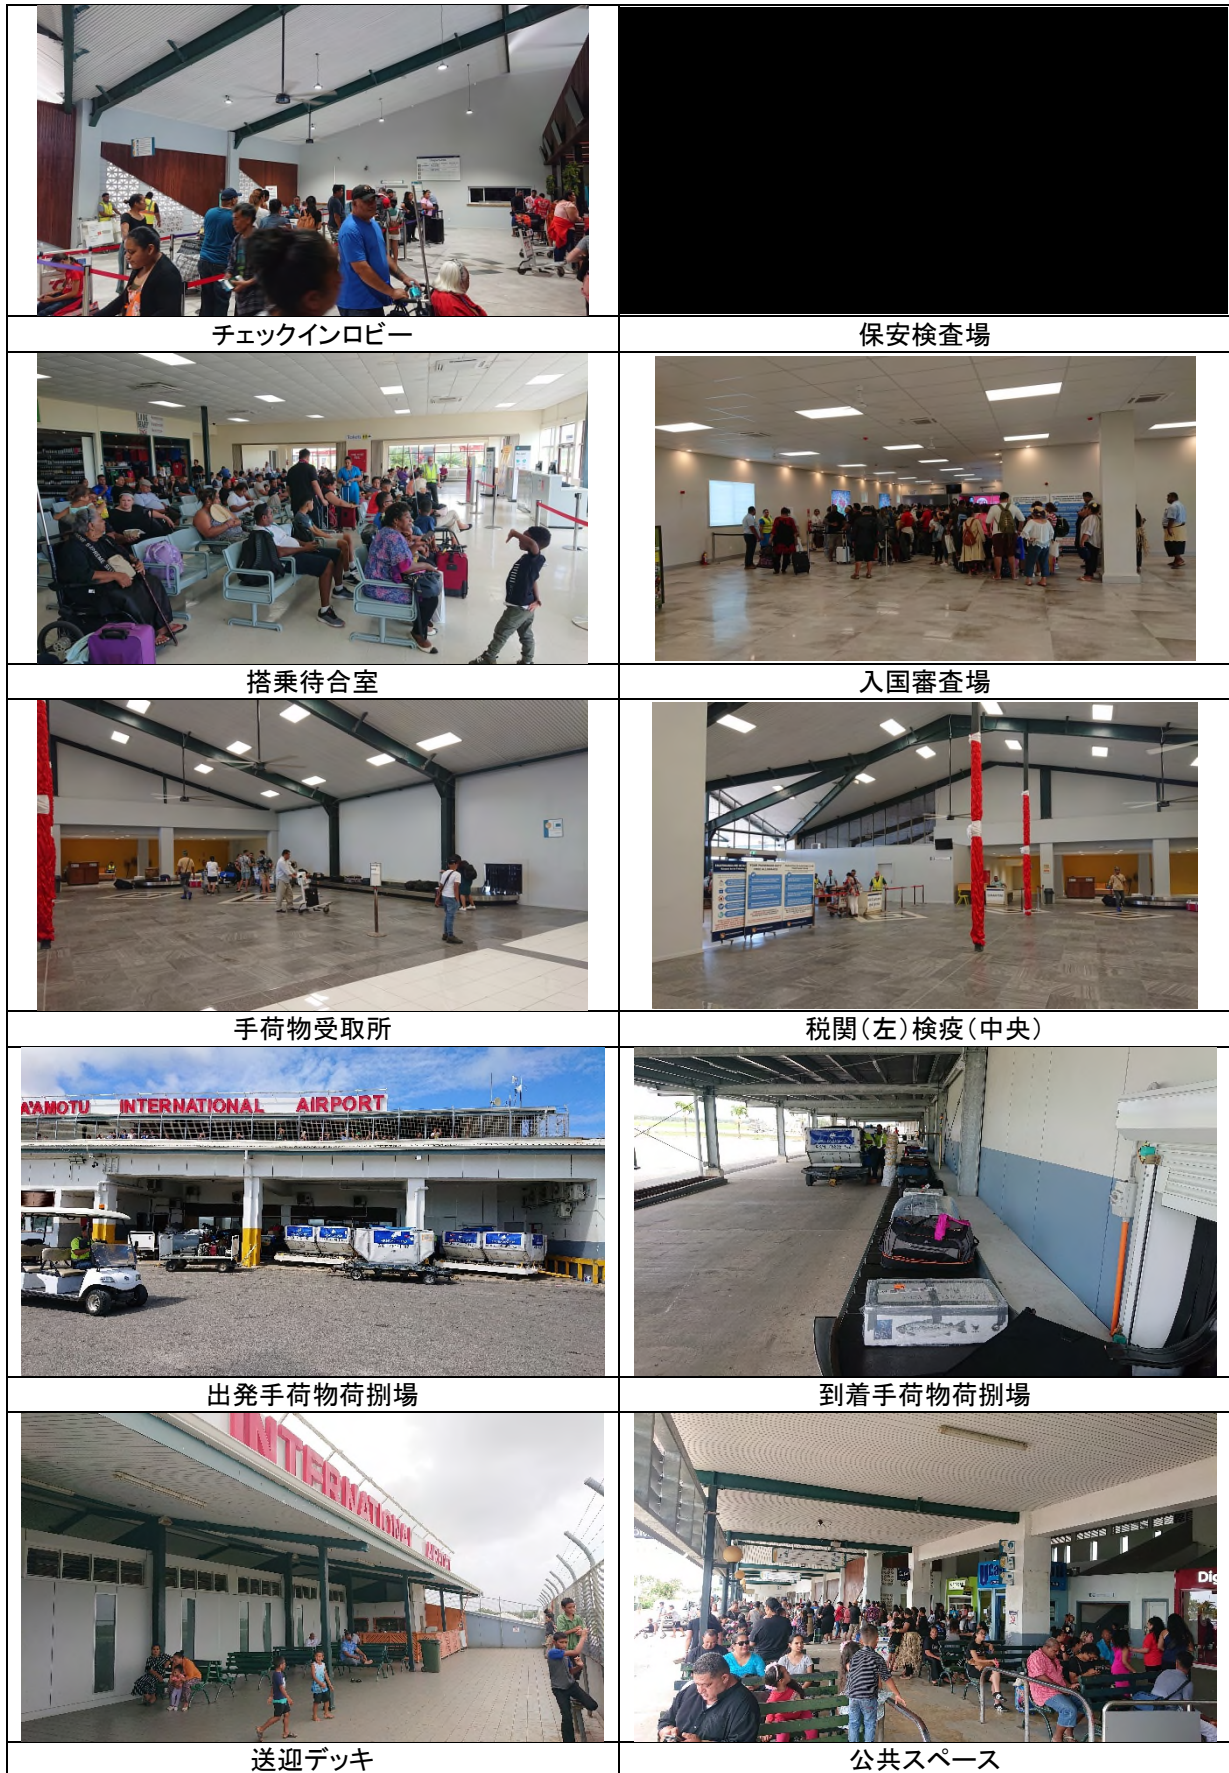 チェックインロビー
保安検査場
搭乗待合室
入国審査場
手荷物受取所
税関（左）検疫（中央）
A'AMOTU INTERNATIONAL AIRPORT
出発手荷物荷捌場
到着手荷物荷捌場
INTERNATIONAL AIRPORT
Dig
送迎デッキ
公共スペース